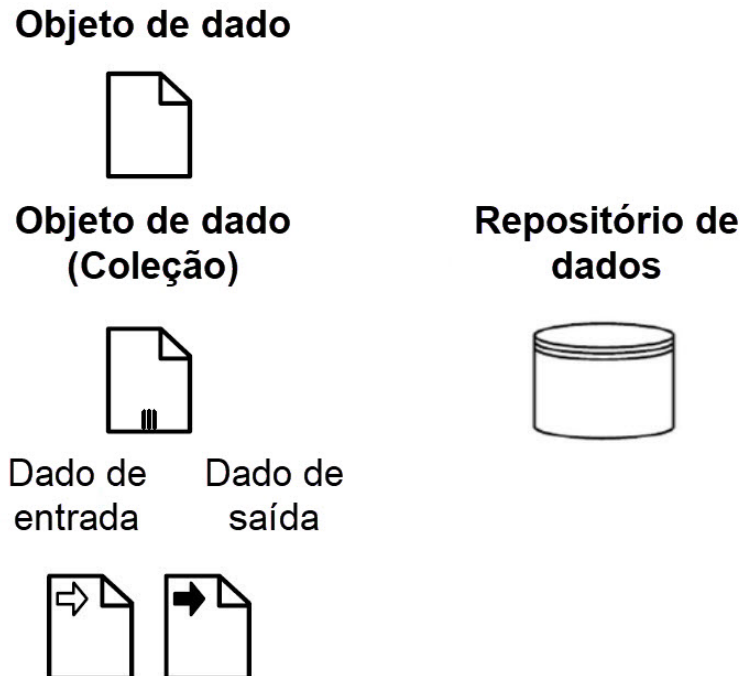 Objeto de dado
Objeto de dado
(Coleção)
Repositório de
dados
Dado de
entrada
Dado de
saída